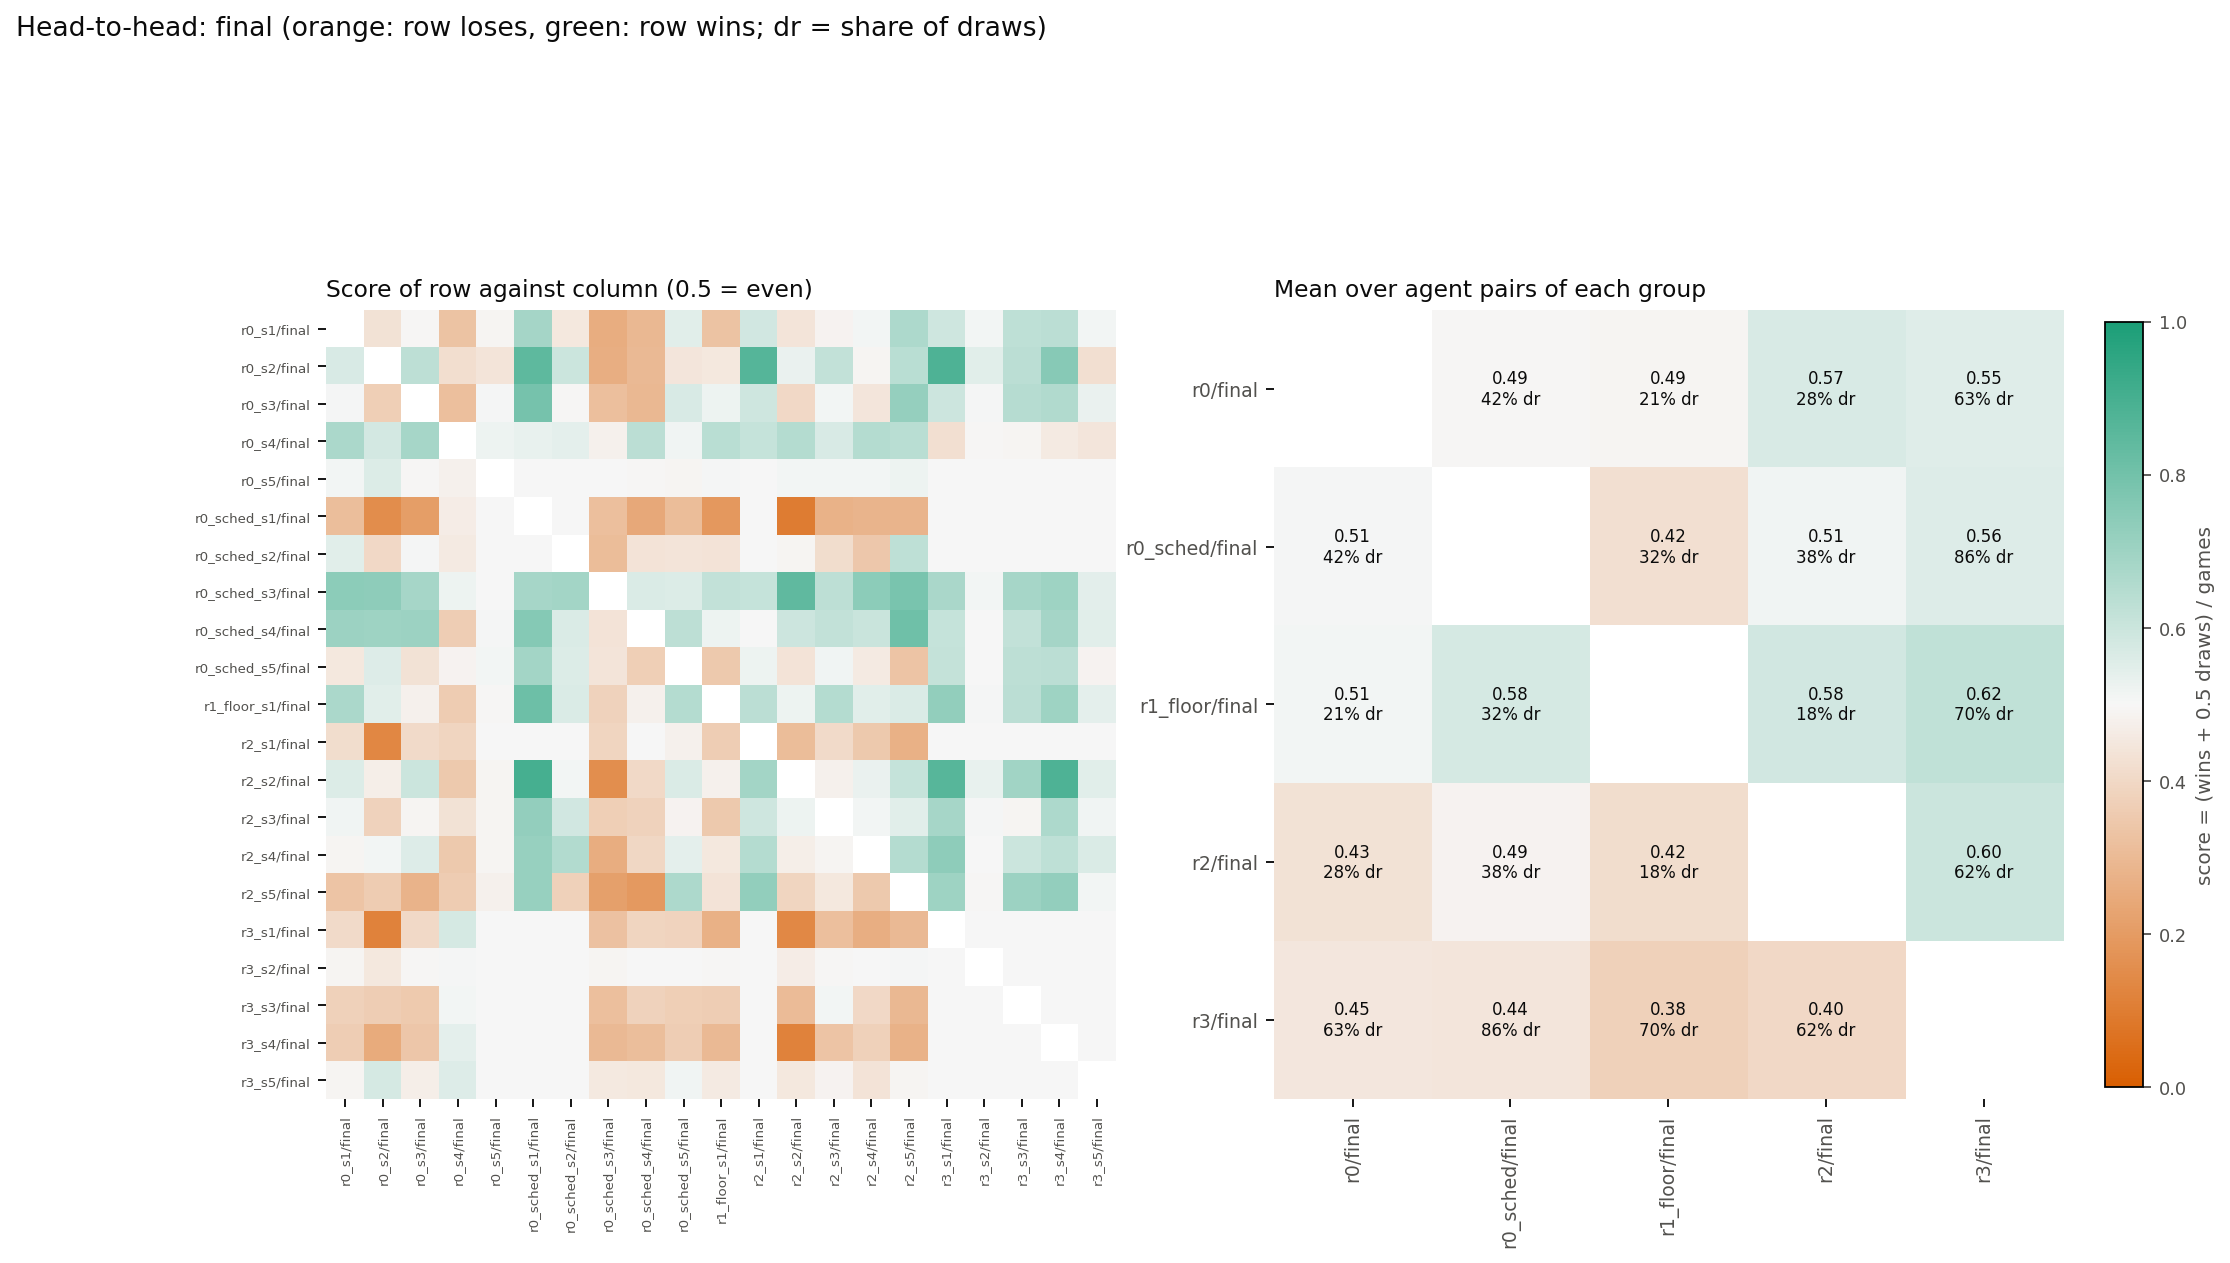 Head-to-head: final (orange: row loses, green: row wins; dr = share of draws)
Score of row against column (0.5 = even)
r0_s1/final
r0_s2/final
r0_s3/final
r0_s4/final
r0_s5/final
r0_sched_s1/final
r0_sched_s2/final
r0_sched_s3/final
r0_sched_s4/final
r0_sched_s5/final
r1_floor_s1/final
r2_s1/final
r2_s2/final
r2_s3/final
r2_s4/final
r2_s5/final
r3_s1/final
r3_s2/final
r3_s3/final
r3_s4/final
r3_s5/final
r0_s1/final
r0_s2/final
r0_s3/final
r0_s4/final
r0_s5/final
r0_sched_s1/final
r0_sched_s2/final
r0_sched_s3/final
r0_sched_s4/final
r0_sched_s5/final
r1_floor_s1/final
r2_s1/final
r2_s2/final
r2_s3/final
r2_s4/final
r2_s5/final
r3_s1/final
r3_s2/final
r3_s3/final
r3_s4/final
r3_s5/final
Mean over agent pairs of each group
r0/final
0.49
42% dr
0.49
21% dr
0.57
28% dr
0.55
63% dr
r0_sched/final
0.51
42% dr
0.42
32% dr
0.51
38% dr
0.56
86% dr
r1_floor/final
0.51
21% dr
0.58
32% dr
0.58
18% dr
0.62
70% dr
r2/final
0.43
28% dr
0.49
38% dr
0.42
18% dr
0.60
62% dr
r3/final
0.45
63% dr
0.44
86% dr
0.38
70% dr
0.40
62% dr
r0/final
r0_sched/final
r1_floor/final
r2/final
r3/final
1.0
0.8
0.6
0.4
0.2
0.0
score = (wins + 0.5 draws) / games